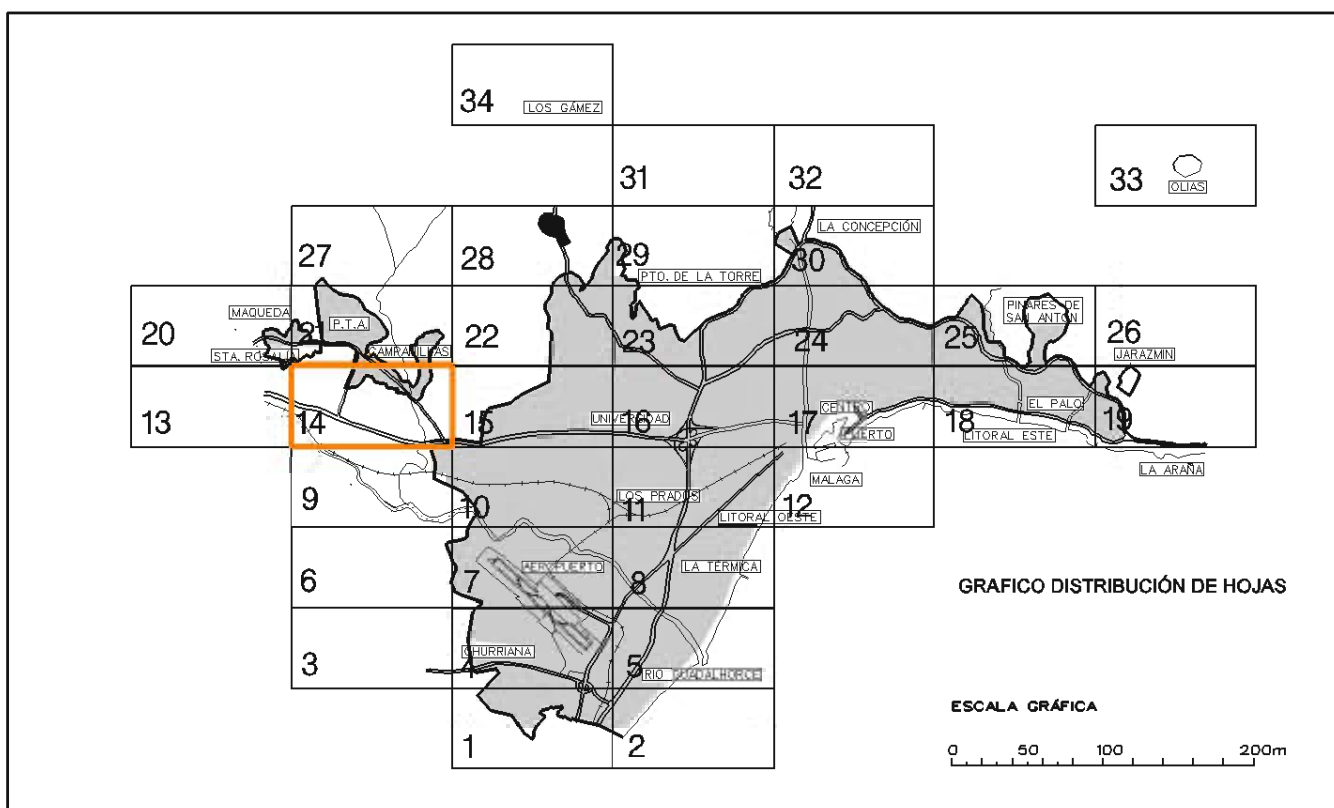 34
LOS GÁMEZ
31
32
33
OLIAS
LA CONCEPCIÓN
27
28
29
PTO. DE LA TORRE
30
MAQUEDA
P.T.A.
PINARES DE
SAN ANTON
20
21
22
23
24
25
26
STA. ROSALIA
CAMPANILLAS
JARAZMIN
13
14
15
UNIVERSIDAD
16
17
CENTRO
PUERTO
18
EL PALO
LITORAL ESTE
19
LA ARAÑA
MALAGA
9
10
LOS PRADOS
11
LITORAL OESTE
12
6
7
AEROPUERTO
8
LA TÉRMICA
GRAFICO DISTRIBUCIÓN DE HOJAS
3
CHURRIANA
5
RIO GUADALHORCE
ESCALA GRÁFICA
1
2
0 50 100 200m